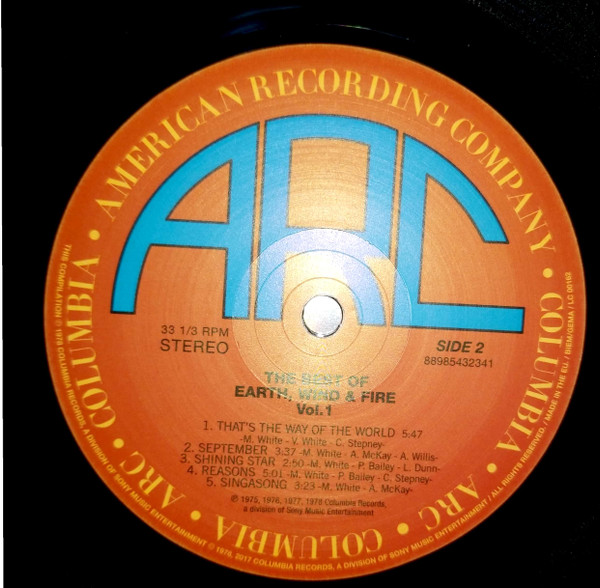 AMERICAN RECORDING COMPANY • COLUMBIA • ARC • COLUMBIA • ARC • COLUMBIA •
ARC
33 1/3 RPM
STEREO
SIDE 2
88985432341
THE BEST OF
EARTH, WIND & FIRE
Vol.1
1. THAT'S THE WAY OF THE WORLD 5:47
-M. White - V. White - C. Stepney-
2. SEPTEMBER 3:37 -M. White - A. McKay - A. Willis-
3. SHINING STAR 2:50 -M. White - P. Bailey - L. Dunn-
4. REASONS 5:01 -M. White - P. Bailey - C. Stepney-
5. SINGASONG 3:23 -M. White - A. McKay-
℗ 1975, 1976, 1977, 1978 Columbia Records,
a division of Sony Music Entertainment
THIS COMPILATION ℗ 1978 COLUMBIA RECORDS, A DIVISION OF SONY MUSIC ENTERTAINMENT © 1978, 2017 COLUMBIA RECORDS, A DIVISION OF SONY MUSIC ENTERTAINMENT / ALL RIGHTS RESERVED. / MADE IN THE EU. / BIEM/GEMA / LC 00162